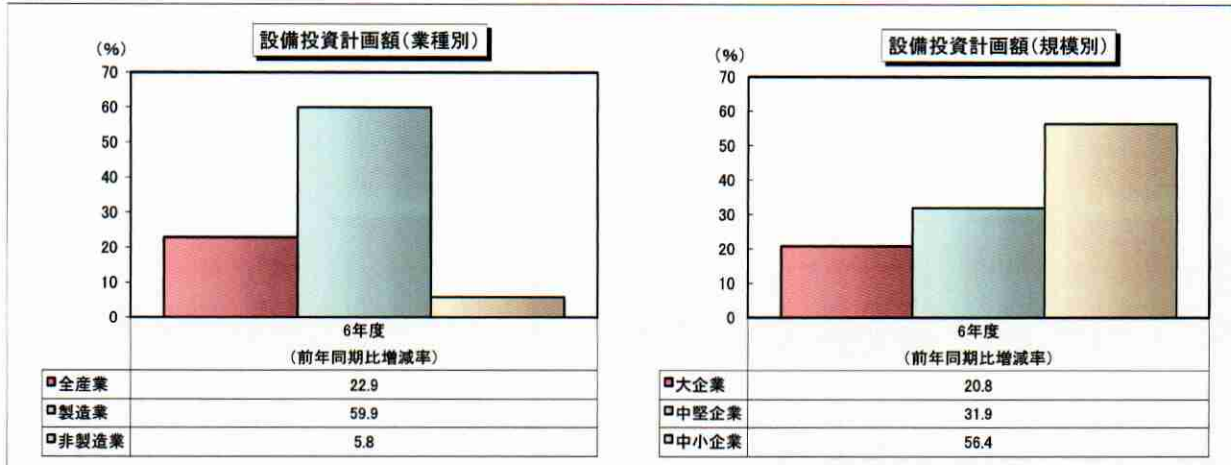 設備投資計画額(業種別)
(%)
70
60
50
40
30
20
10
0
6年度
(前年同期比増減率)
全産業 22.9
製造業 59.9
非製造業 5.8
設備投資計画額(規模別)
(%)
70
60
50
40
30
20
10
0
6年度
(前年同期比増減率)
大企業 20.8
中堅企業 31.9
中小企業 56.4